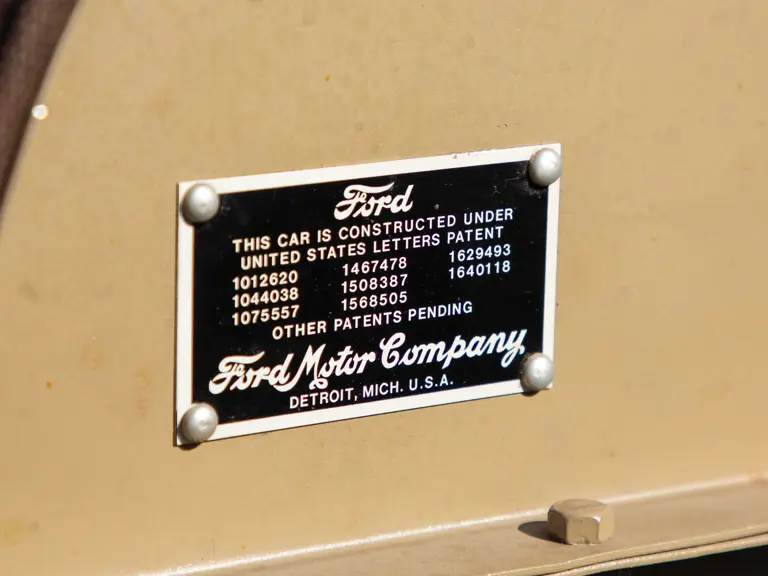 Ford
THIS CAR IS CONSTRUCTED UNDER
UNITED STATES LETTERS PATENT
1012620 1467478 1629493
1044038 1508387 1640118
1075557 1568505
OTHER PATENTS PENDING
Ford Motor Company
DETROIT, MICH. U.S.A.